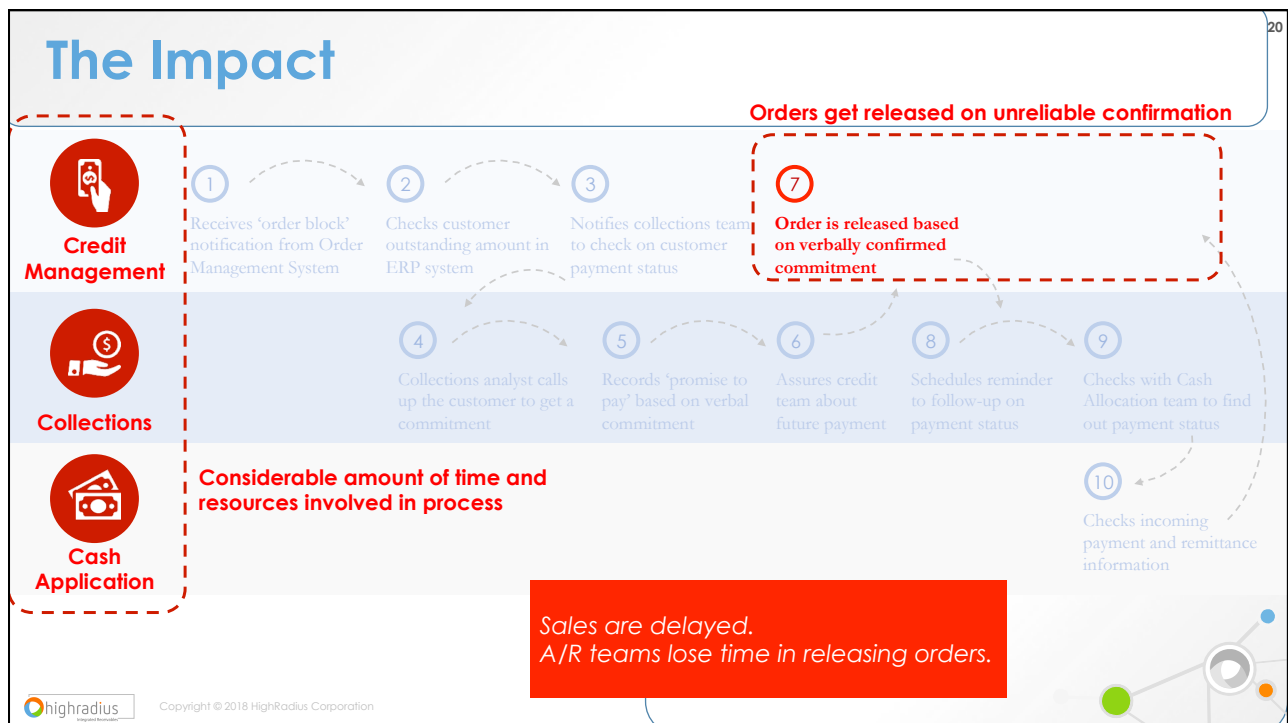 20
The Impact
Orders get released on unreliable confirmation
Credit
Management
1
Receives ‘order block’
notification from Order
Management System
2
Checks customer
outstanding amount in
ERP system
3
Notifies collections team
to check on customer
payment status
7
Order is released based
on verbally confirmed
commitment
Collections
4
Collections analyst calls
up the customer to get a
commitment
5
Records ‘promise to
pay’ based on verbal
commitment
6
Assures credit
team about
future payment
8
Schedules reminder
to follow-up on
payment status
9
Checks with Cash
Allocation team to find
out payment status
Cash
Application
Considerable amount of time and
resources involved in process
10
Checks incoming
payment and remittance
information
Sales are delayed.
A/R teams lose time in releasing orders.
highradius
Integrated Receivables
Copyright © 2018 HighRadius Corporation